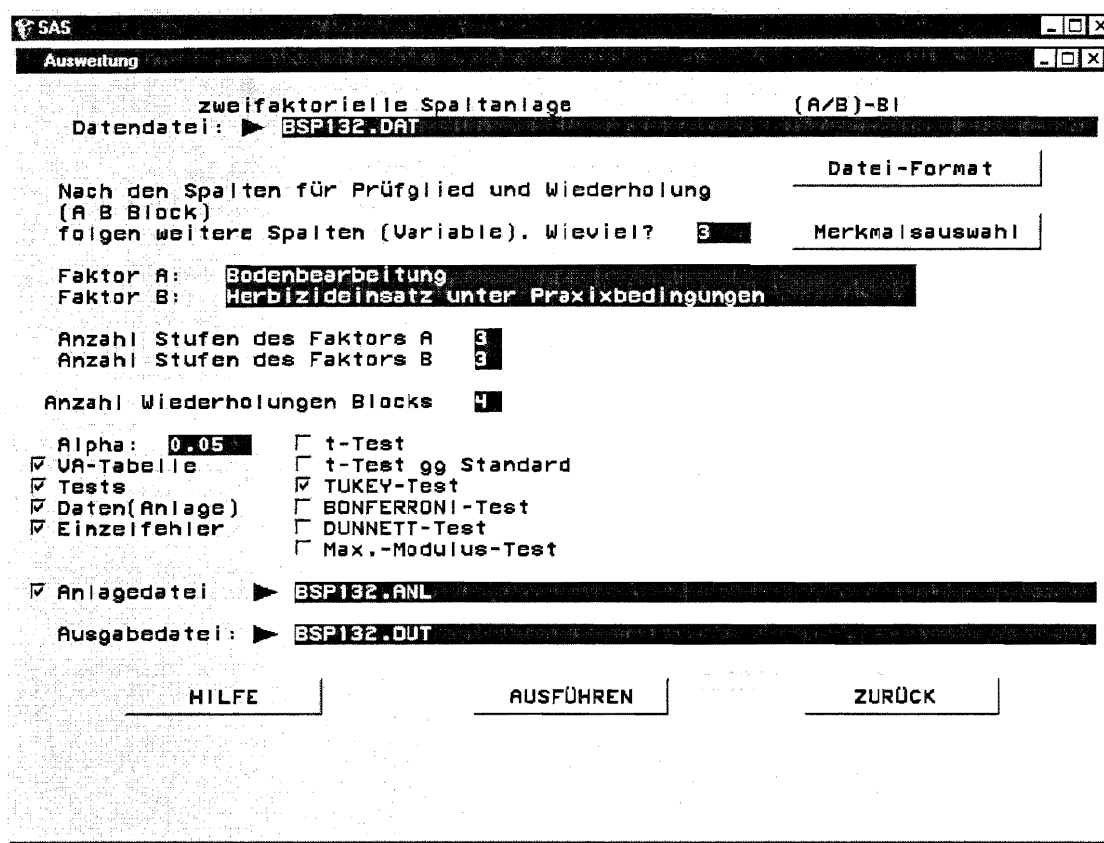 SAS
Auswertung
zweifaktorielle Spaltanlage (A/B)-Bl
Datendatei: BSP132.DAT
Datei-Format
Nach den Spalten für Prüfglied und Wiederholung
(A B Block)
folgen weitere Spalten (Variable). Wieviel? 3 Merkmalsauswahl
Faktor A: Bodenbearbeitung
Faktor B: Herbizideinsatz unter Praxixbedingungen
Anzahl Stufen des Faktors A 3
Anzahl Stufen des Faktors B 3
Anzahl Wiederholungen Blocks 4
Alpha: 0.05 t-Test
VA-Tabelle t-Test gg Standard
Tests TUKEY-Test
Daten(Anlage) BONFERRONI-Test
Einzelfehler DUNNETT-Test
Max.-Modulus-Test
Anlagedatei BSP132.ANL
Ausgabedatei: BSP132.OUT
HILFE AUSFÜHREN ZURÜCK